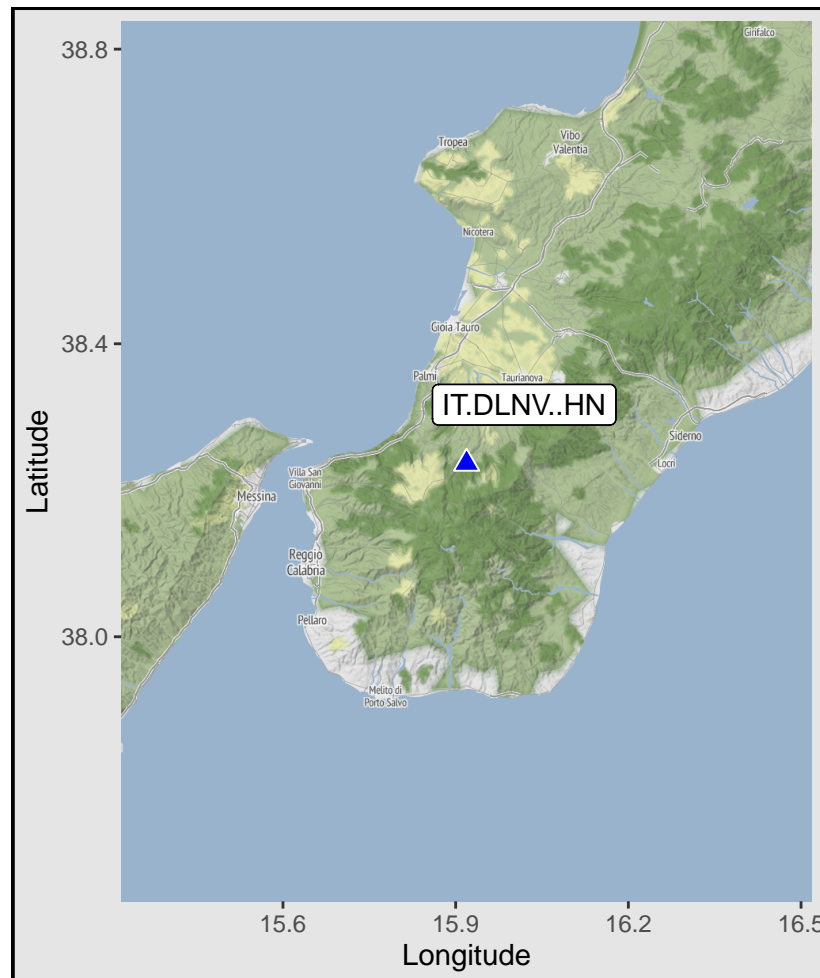 38.8
38.4
38.0
Latitude
Girifalco
Tropea
Vibo
Valentia
Nicotera
Gioia Tauro
Palmi
Taurianova
IT.DLNV..HN
Siderno
Locri
Villa San
Giovanni
Messina
Reggio
Calabria
Pellaro
Melito di
Porto Salvo
15.6
15.9
16.2
16.5
Longitude